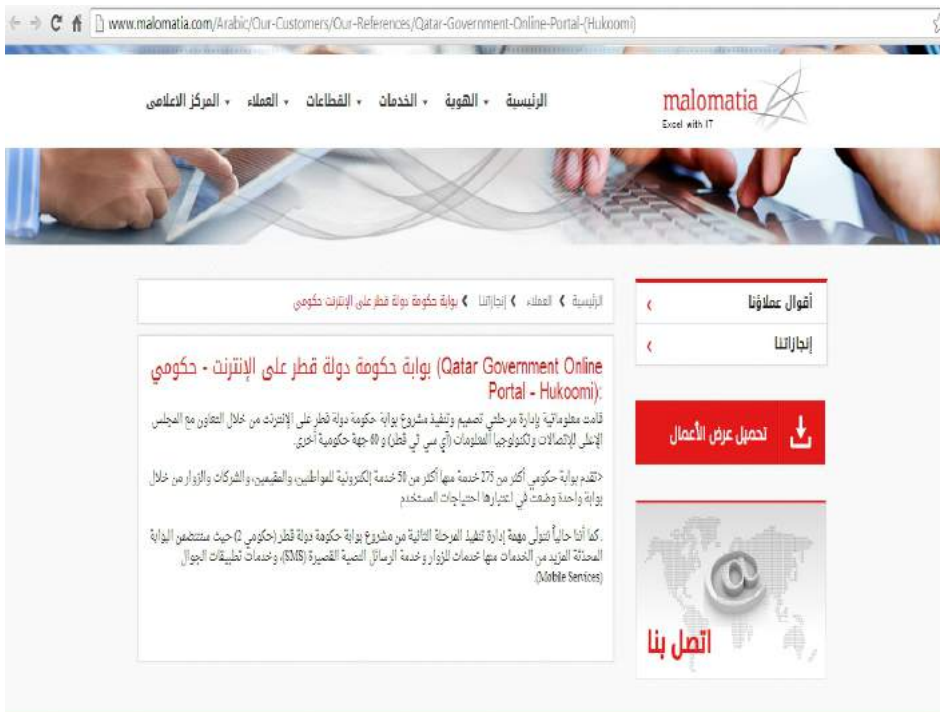 www.malomatia.com/Arabic/Our-Customers/Our-References/Qatar-Government-Online-Portal-(Hukoomi)
malomatia
Excel with IT
الرئيسية
الهوية
الخدمات
القطاعات
العملاء
المركز الاعلامي
الرئيسية ❯ العملاء ❯ إنجازاتنا ❯ بوابة حكومة دولة قطر على الإنترنت حكومي
أقوال عملاؤنا
إنجازاتنا
تحميل عرض الأعمال
اتصل بنا
Qatar Government Online) بوابة حكومة دولة قطر على الإنترنت - حكومي
Portal - Hukoomi):
قامت معلوماتية بإدارة مرحلتي تصميم وتنفيذ مشروع بوابة حكومة دولة قطر على الإنترنت من خلال التعاون مع المجلس
الإعلى للإتصالات وتكنولوجيا المعلومات (آي سي تي قطر) و 60 جهة حكومية أخرى.
>تقدم بوابة حكومي أكثر من 275 خدمة منها أكثر من 50 خدمة إلكترونية للمواطنين، والمقيمين، والشركات والزوار من خلال
بوابة واحدة وضعت في اعتبارها احتياجات المستخدم
. كما أننا حالياً نتولّى مهمة إدارة تنفيذ المرحلة الثانية من مشروع بوابة حكومة دولة قطر (حكومي 2) حيث ستتضمن البوابة
المحدثة المزيد من الخدمات منها خدمات للزوار وخدمة الرسائل النصية القصيرة (SMS)، وخدمات تطبيقات الجوال
(Mobile Services).